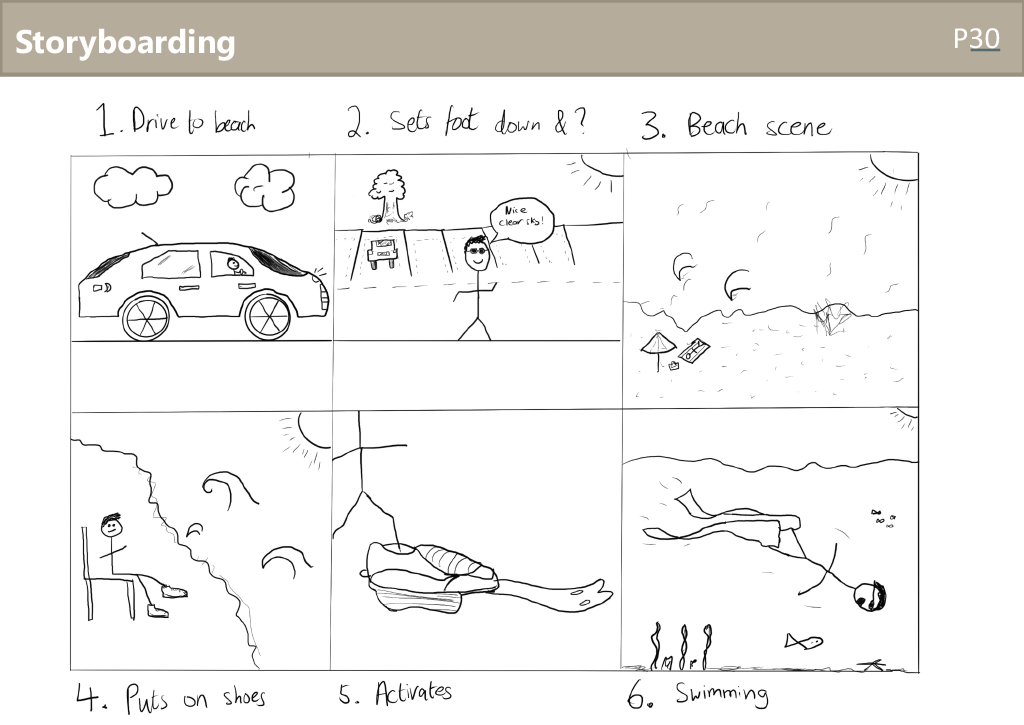 Storyboarding
P30
1. Drive to beach
2. Sets foot down & ?
3. Beach scene
Nice
clear sky!
4. Puts on shoes
5. Activates
6. Swimming